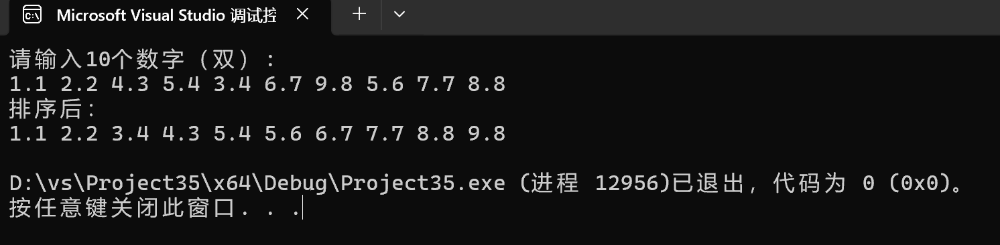 Microsoft Visual Studio 调试控
请输入10个数字（双）：
1.1 2.2 4.3 5.4 3.4 6.7 9.8 5.6 7.7 8.8
排序后：
1.1 2.2 3.4 4.3 5.4 5.6 6.7 7.7 8.8 9.8
D:\vs\Project35\x64\Debug\Project35.exe (进程 12956)已退出，代码为 0 (0x0)。
按任意键关闭此窗口. . .